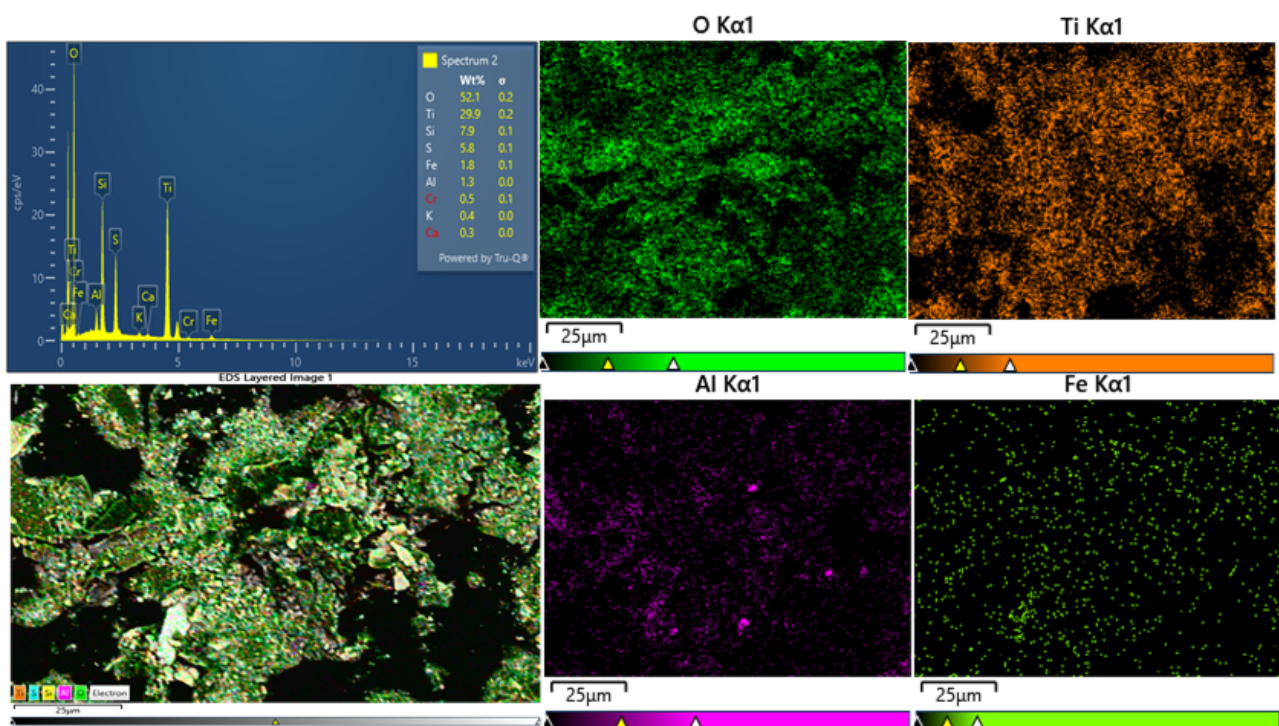 O Kα1
Ti Kα1
Spectrum 2
Wt% σ
O 52.1 0.2
Ti 29.9 0.2
Si 7.9 0.1
S 5.8 0.1
Fe 1.8 0.1
Al 1.3 0.0
Cr 0.5 0.1
K 0.4 0.0
Ca 0.3 0.0
Powered by Tru-Q®
cps/eV
40
30
20
10
0
O
Ti
Cr
Fe
Ca
Al
Si
S
K
Ca
Ti
Cr
Fe
0 5 10 15 keV
25µm
25µm
EDS Layered Image 1
Al Kα1
Fe Kα1
Ti S Si Al O Electron
25µm
25µm
25µm